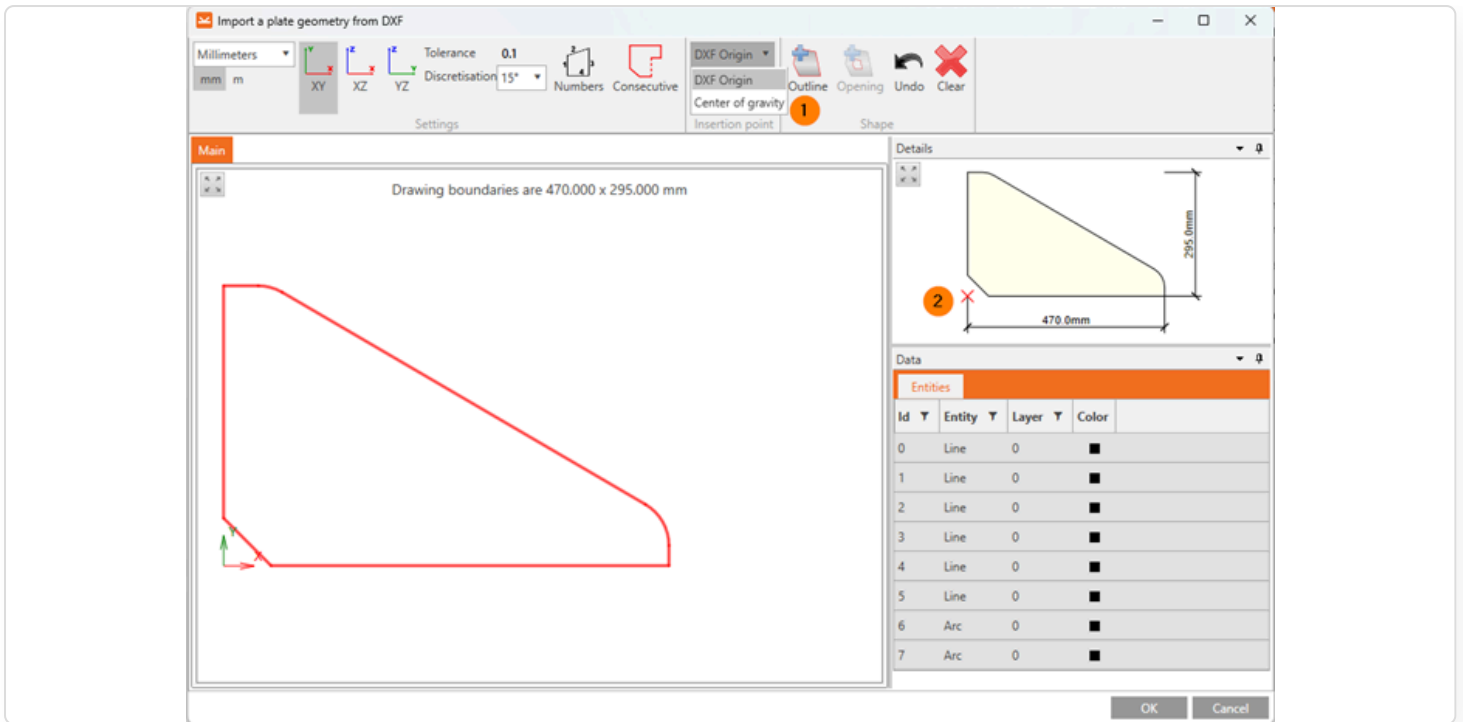 Import a plate geometry from DXF
Millimeters
mm m
XY XZ YZ
Tolerance 0.1
Discretisation 15°
Numbers Consecutive
Settings
DXF Origin
DXF Origin
Center of gravity
Insertion point
1
Outline Opening Undo Clear
Shape
Main
Drawing boundaries are 470.000 x 295.000 mm
Y
X
Details
295.0mm
2
470.0mm
Data
Entities
Id Entity Layer Color
0 Line 0
1 Line 0
2 Line 0
3 Line 0
4 Line 0
5 Line 0
6 Arc 0
7 Arc 0
OK Cancel